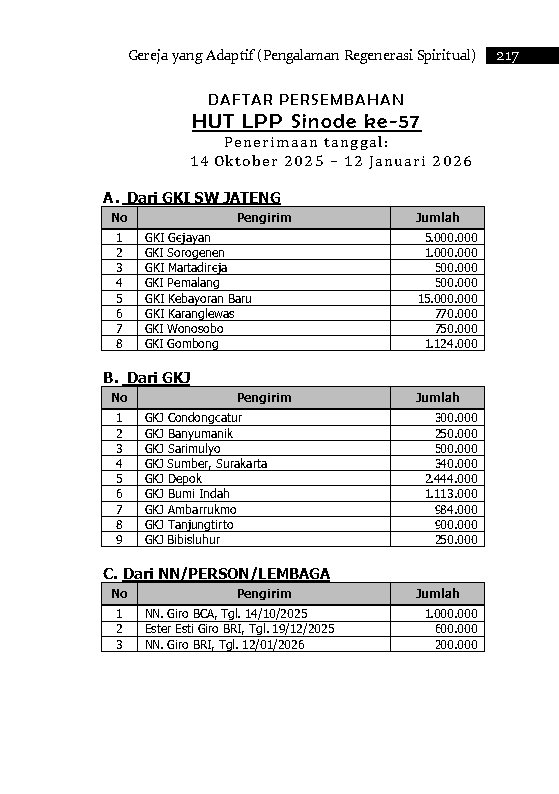 Gereja yang Adaptif (Pengalaman Regenerasi Spiritual) 217
DAFTAR PERSEMBAHAN
HUT LPP Sinode ke-57
Penerimaan tanggal:
14 Oktober 2025 – 12 Januari 2026
A. Dari GKI SW JATENG
No Pengirim Jumlah
1 GKI Gejayan 5.000.000
2 GKI Sorogenen 1.000.000
3 GKI Martadireja 500.000
4 GKI Pemalang 500.000
5 GKI Kebayoran Baru 15.000.000
6 GKI Karanglewas 770.000
7 GKI Wonosobo 750.000
8 GKI Gombong 1.124.000
B. Dari GKJ
No Pengirim Jumlah
1 GKJ Condongcatur 300.000
2 GKJ Banyumanik 250.000
3 GKJ Sarimulyo 500.000
4 GKJ Sumber, Surakarta 340.000
5 GKJ Depok 2.444.000
6 GKJ Bumi Indah 1.113.000
7 GKJ Ambarrukmo 984.000
8 GKJ Tanjungtirto 900.000
9 GKJ Bibisluhur 250.000
C. Dari NN/PERSON/LEMBAGA
No Pengirim Jumlah
1 NN. Giro BCA, Tgl. 14/10/2025 1.000.000
2 Ester Esti Giro BRI, Tgl. 19/12/2025 600.000
3 NN. Giro BRI, Tgl. 12/01/2026 200.000